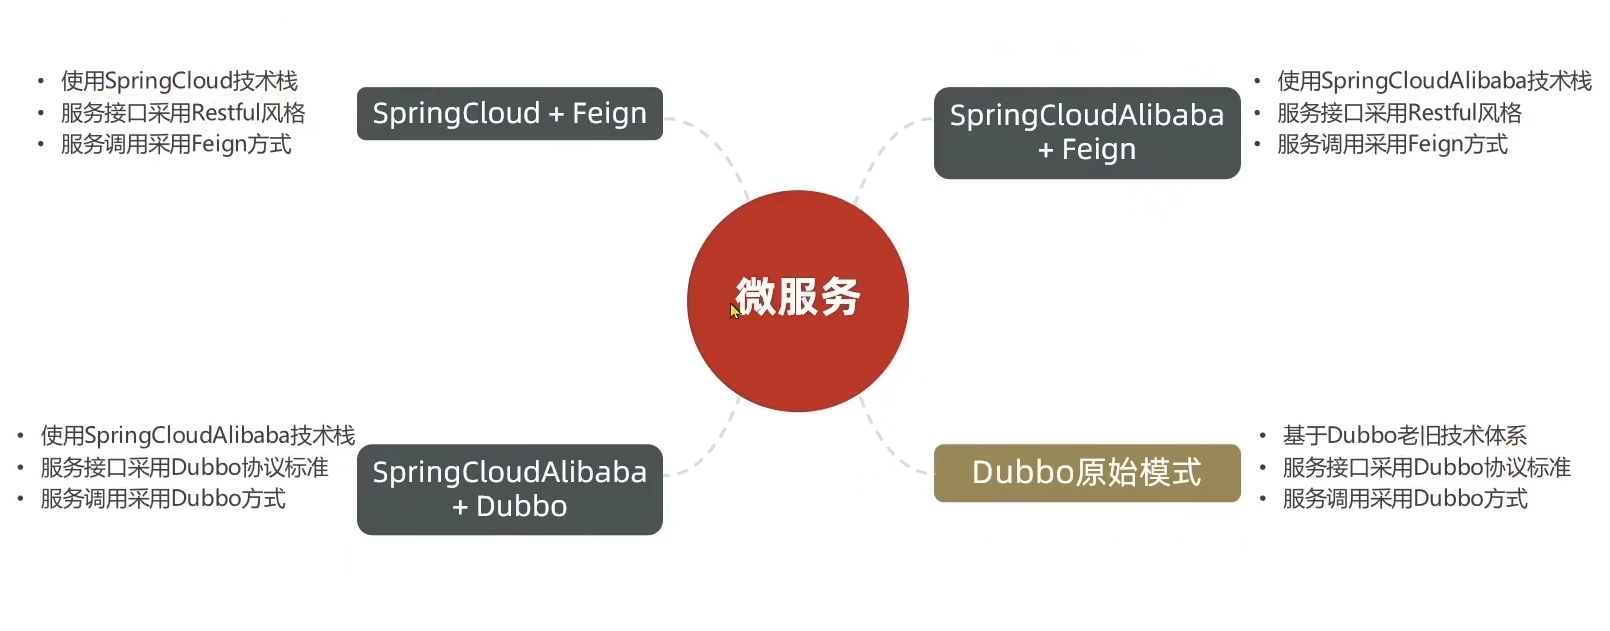 • 使用SpringCloud技术栈
• 服务接口采用Restful风格
• 服务调用采用Feign方式
SpringCloud + Feign
SpringCloudAlibaba
+ Feign
• 使用SpringCloudAlibaba技术栈
• 服务接口采用Restful风格
• 服务调用采用Feign方式
微服务
• 使用SpringCloudAlibaba技术栈
• 服务接口采用Dubbo协议标准
• 服务调用采用Dubbo方式
SpringCloudAlibaba
+ Dubbo
Dubbo原始模式
• 基于Dubbo老旧技术体系
• 服务接口采用Dubbo协议标准
• 服务调用采用Dubbo方式